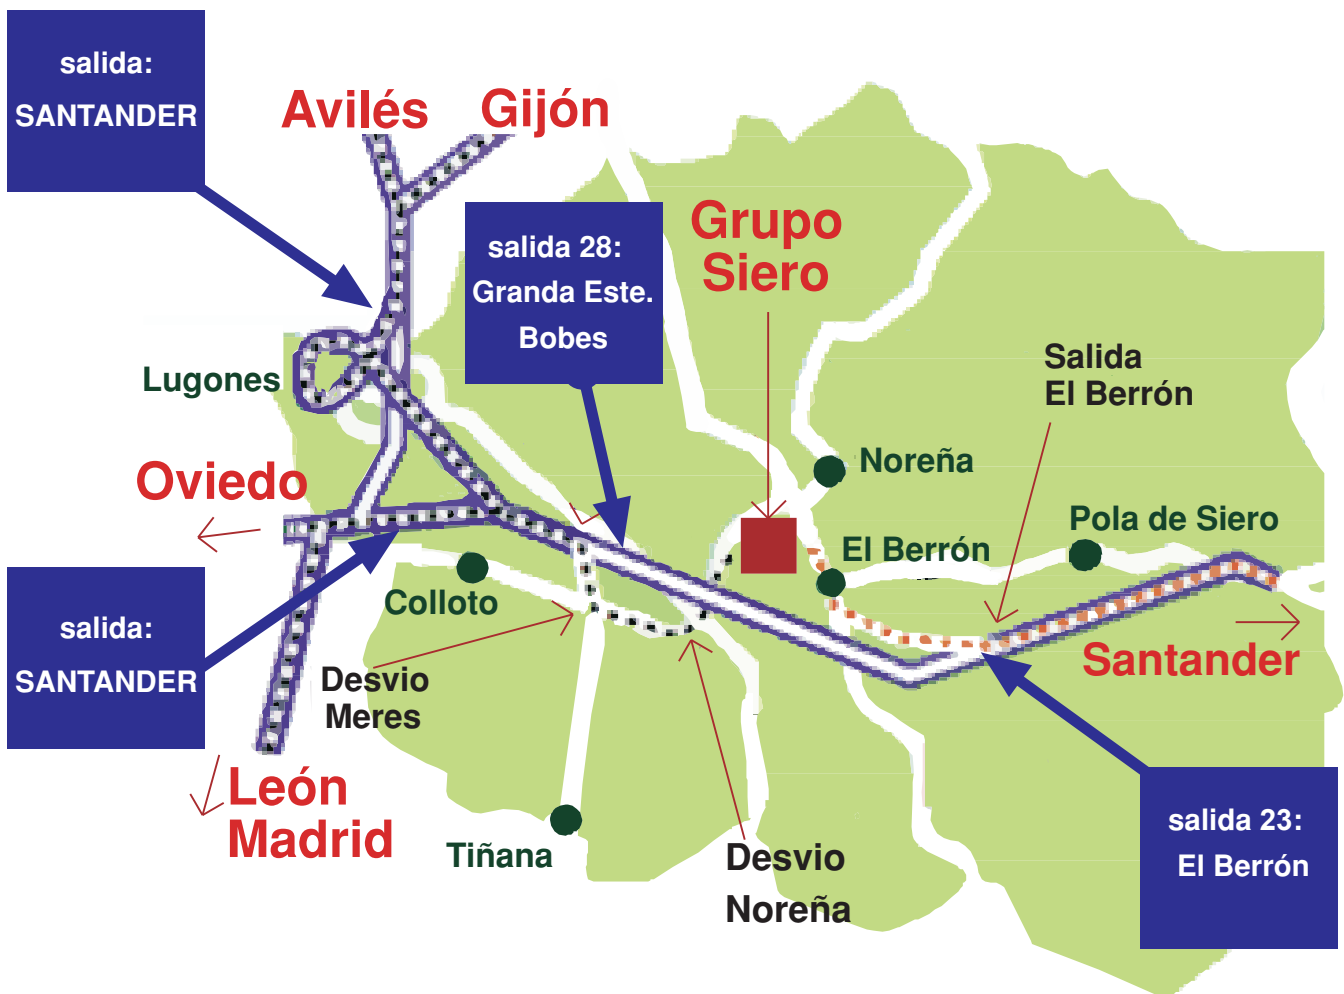 salida:
SANTANDER
Avilés
Gijón
salida 28:
Granda Este.
Bobes
Grupo
Siero
Salida
El Berrón
Lugones
Noreña
Oviedo
Pola de Siero
El Berrón
Colloto
salida:
SANTANDER
Desvio
Meres
Santander
León
Madrid
Tiñana
Desvio
Noreña
salida 23:
El Berrón